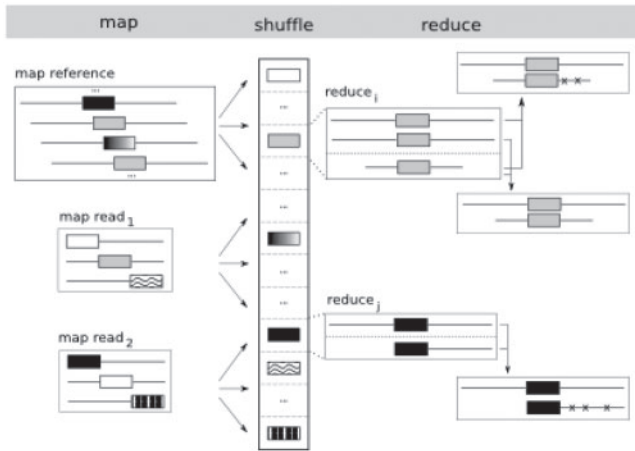 map shuffle reduce
map reference
...
...
map read 1
map read 2
...
...
...
...
...
...
...
reduce i
reduce j